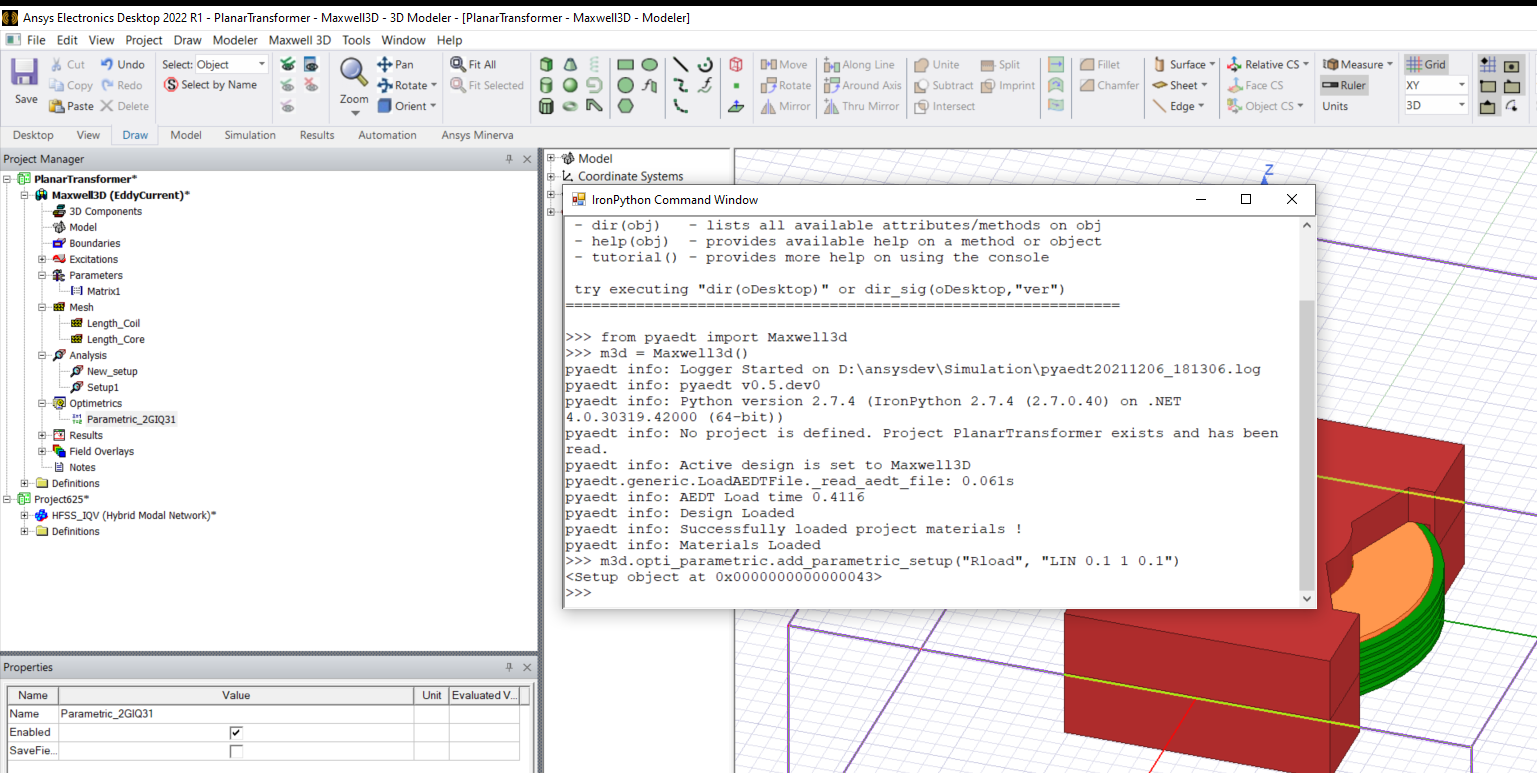 Ansys Electronics Desktop 2022 R1 - PlanarTransformer - Maxwell3D - 3D Modeler - [PlanarTransformer - Maxwell3D - Modeler]
File Edit View Project Draw Modeler Maxwell 3D Tools Window Help
Save
Cut Undo
Copy Redo
Paste Delete
Select: Object
Select by Name
Zoom
Pan
Rotate
Orient
Fit All
Fit Selected
Move
Rotate
Mirror
Along Line
Around Axis
Thru Mirror
Unite Split
Subtract Imprint
Intersect
Fillet
Chamfer
Surface
Sheet
Edge
Relative CS
Face CS
Object CS
Measure
Ruler
Units
Grid
XY
3D
Desktop View Draw Model Simulation Results Automation Ansys Minerva
Project Manager
PlanarTransformer*
Maxwell3D (EddyCurrent)*
3D Components
Model
Boundaries
Excitations
Parameters
Matrix1
Mesh
Length_Coil
Length_Core
Analysis
New_setup
Setup1
Optimetrics
Parametric_2GIQ31
Results
Field Overlays
Notes
Definitions
Project625*
HFSS_IQV (Hybrid Modal Network)*
Definitions
Properties
Name Value Unit Evaluated V...
Name Parametric_2GIQ31
Enabled
SaveFie...
Model
Coordinate Systems
Z
IronPython Command Window
- dir(obj) - lists all available attributes/methods on obj
- help(obj) - provides available help on a method or object
- tutorial() - provides more help on using the console
try executing "dir(oDesktop)" or dir_sig(oDesktop,"ver")
======================================================================
>>> from pyaedt import Maxwell3d
>>> m3d = Maxwell3d()
pyaedt info: Logger Started on D:\ansysdev\Simulation\pyaedt20211206_181306.log
pyaedt info: pyaedt v0.5.dev0
pyaedt info: Python version 2.7.4 (IronPython 2.7.4 (2.7.0.40) on .NET
4.0.30319.42000 (64-bit))
pyaedt info: No project is defined. Project PlanarTransformer exists and has been
read.
pyaedt info: Active design is set to Maxwell3D
pyaedt.generic.LoadAEDTFile._read_aedt_file: 0.061s
pyaedt info: AEDT Load time 0.4116
pyaedt info: Design Loaded
pyaedt info: Successfully loaded project materials !
pyaedt info: Materials Loaded
>>> m3d.opti_parametric.add_parametric_setup("Rload", "LIN 0.1 1 0.1")
<Setup object at 0x0000000000000043>
>>>